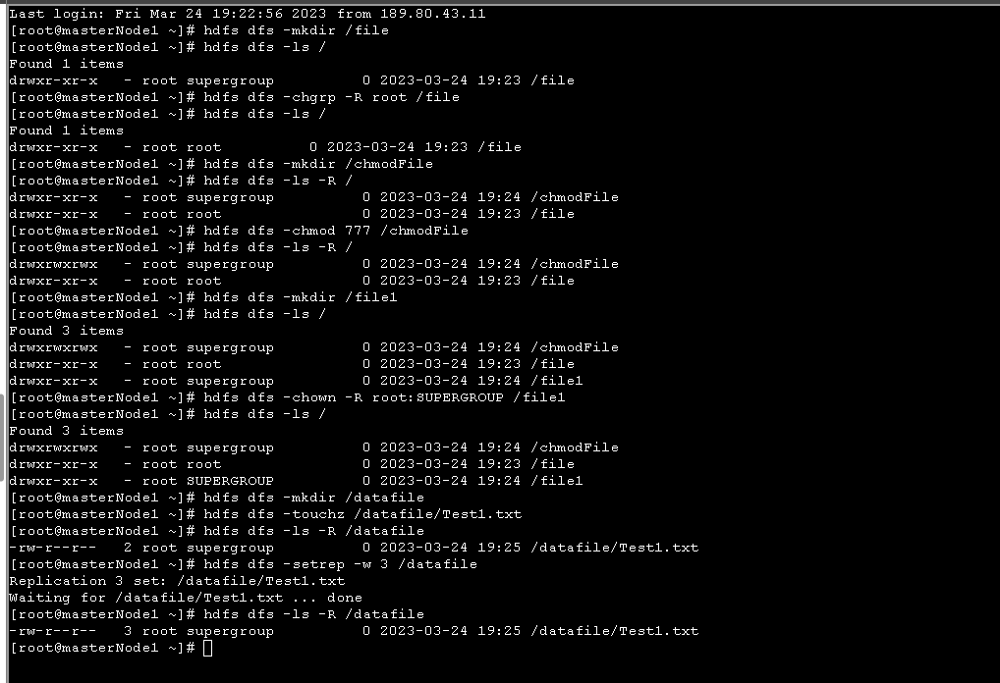 Last login: Fri Mar 24 19:22:56 2023 from 189.80.43.11
[root@masterNode1 ~]# hdfs dfs -mkdir /file
[root@masterNode1 ~]# hdfs dfs -ls /
Found 1 items
drwxr-xr-x   - root supergroup          0 2023-03-24 19:23 /file
[root@masterNode1 ~]# hdfs dfs -chgrp -R root /file
[root@masterNode1 ~]# hdfs dfs -ls /
Found 1 items
drwxr-xr-x   - root root          0 2023-03-24 19:23 /file
[root@masterNode1 ~]# hdfs dfs -mkdir /chmodFile
[root@masterNode1 ~]# hdfs dfs -ls -R /
drwxr-xr-x   - root supergroup          0 2023-03-24 19:24 /chmodFile
drwxr-xr-x   - root root                0 2023-03-24 19:23 /file
[root@masterNode1 ~]# hdfs dfs -chmod 777 /chmodFile
[root@masterNode1 ~]# hdfs dfs -ls -R /
drwxrwxrwx   - root supergroup          0 2023-03-24 19:24 /chmodFile
drwxr-xr-x   - root root                0 2023-03-24 19:23 /file
[root@masterNode1 ~]# hdfs dfs -mkdir /file1
[root@masterNode1 ~]# hdfs dfs -ls /
Found 3 items
drwxrwxrwx   - root supergroup          0 2023-03-24 19:24 /chmodFile
drwxr-xr-x   - root root                0 2023-03-24 19:23 /file
drwxr-xr-x   - root supergroup          0 2023-03-24 19:24 /file1
[root@masterNode1 ~]# hdfs dfs -chown -R root:SUPERGROUP /file1
[root@masterNode1 ~]# hdfs dfs -ls /
Found 3 items
drwxrwxrwx   - root supergroup          0 2023-03-24 19:24 /chmodFile
drwxr-xr-x   - root root                0 2023-03-24 19:23 /file
drwxr-xr-x   - root SUPERGROUP          0 2023-03-24 19:24 /file1
[root@masterNode1 ~]# hdfs dfs -mkdir /datafile
[root@masterNode1 ~]# hdfs dfs -touchz /datafile/Test1.txt
[root@masterNode1 ~]# hdfs dfs -ls -R /datafile
-rw-r--r--   2 root supergroup          0 2023-03-24 19:25 /datafile/Test1.txt
[root@masterNode1 ~]# hdfs dfs -setrep -w 3 /datafile
Replication 3 set: /datafile/Test1.txt
Waiting for /datafile/Test1.txt ... done
[root@masterNode1 ~]# hdfs dfs -ls -R /datafile
-rw-r--r--   3 root supergroup          0 2023-03-24 19:25 /datafile/Test1.txt
[root@masterNode1 ~]#